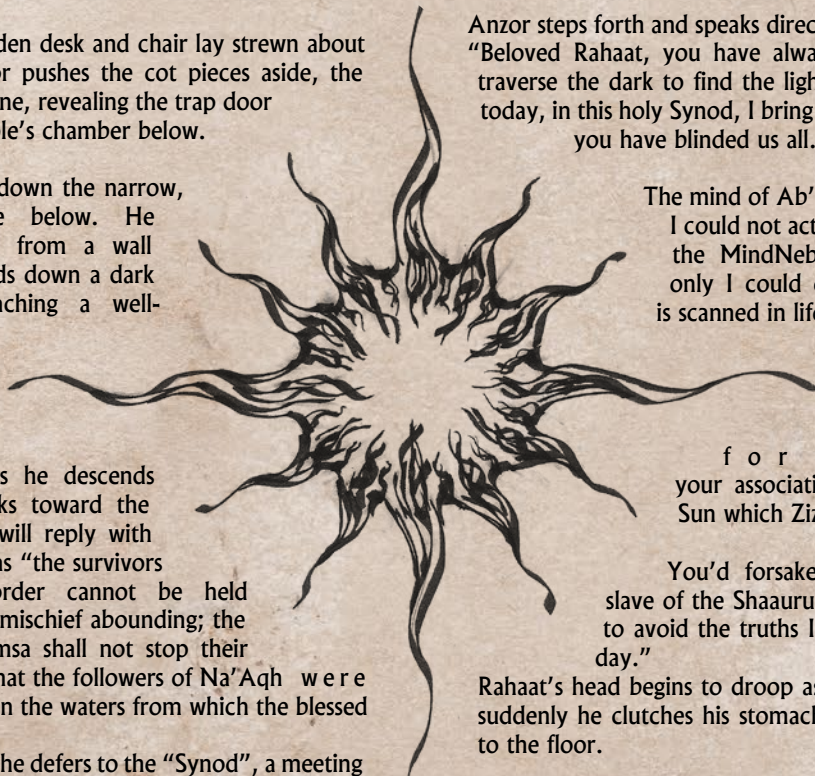 den desk and chair lay strewn about
or pushes the cot pieces aside, the
ne, revealing the trap door
ple's chamber below.
down the narrow,
e below. He
from a wall
ds down a dark
aching a well-
s he descends
ks toward the
will reply with
as “the survivors
order cannot be held
mischief abounding; the
msa shall not stop their
hat the followers of Na'Aqh were
n the waters from which the blessed
he defers to the “Synod”, a meeting
Anzor steps forth and speaks direc
“Beloved Rahaat, you have alwa
traverse the dark to find the ligh
today, in this holy Synod, I bring
you have blinded us all.
The mind of Ab'
I could not act
the MindNeb
only I could
is scanned in life
for
your associati
Sun which Ziz
You'd forsake
slave of the Shaauru
to avoid the truths I
day.”
Rahaat's head begins to droop as
suddenly he clutches his stomach
to the floor.